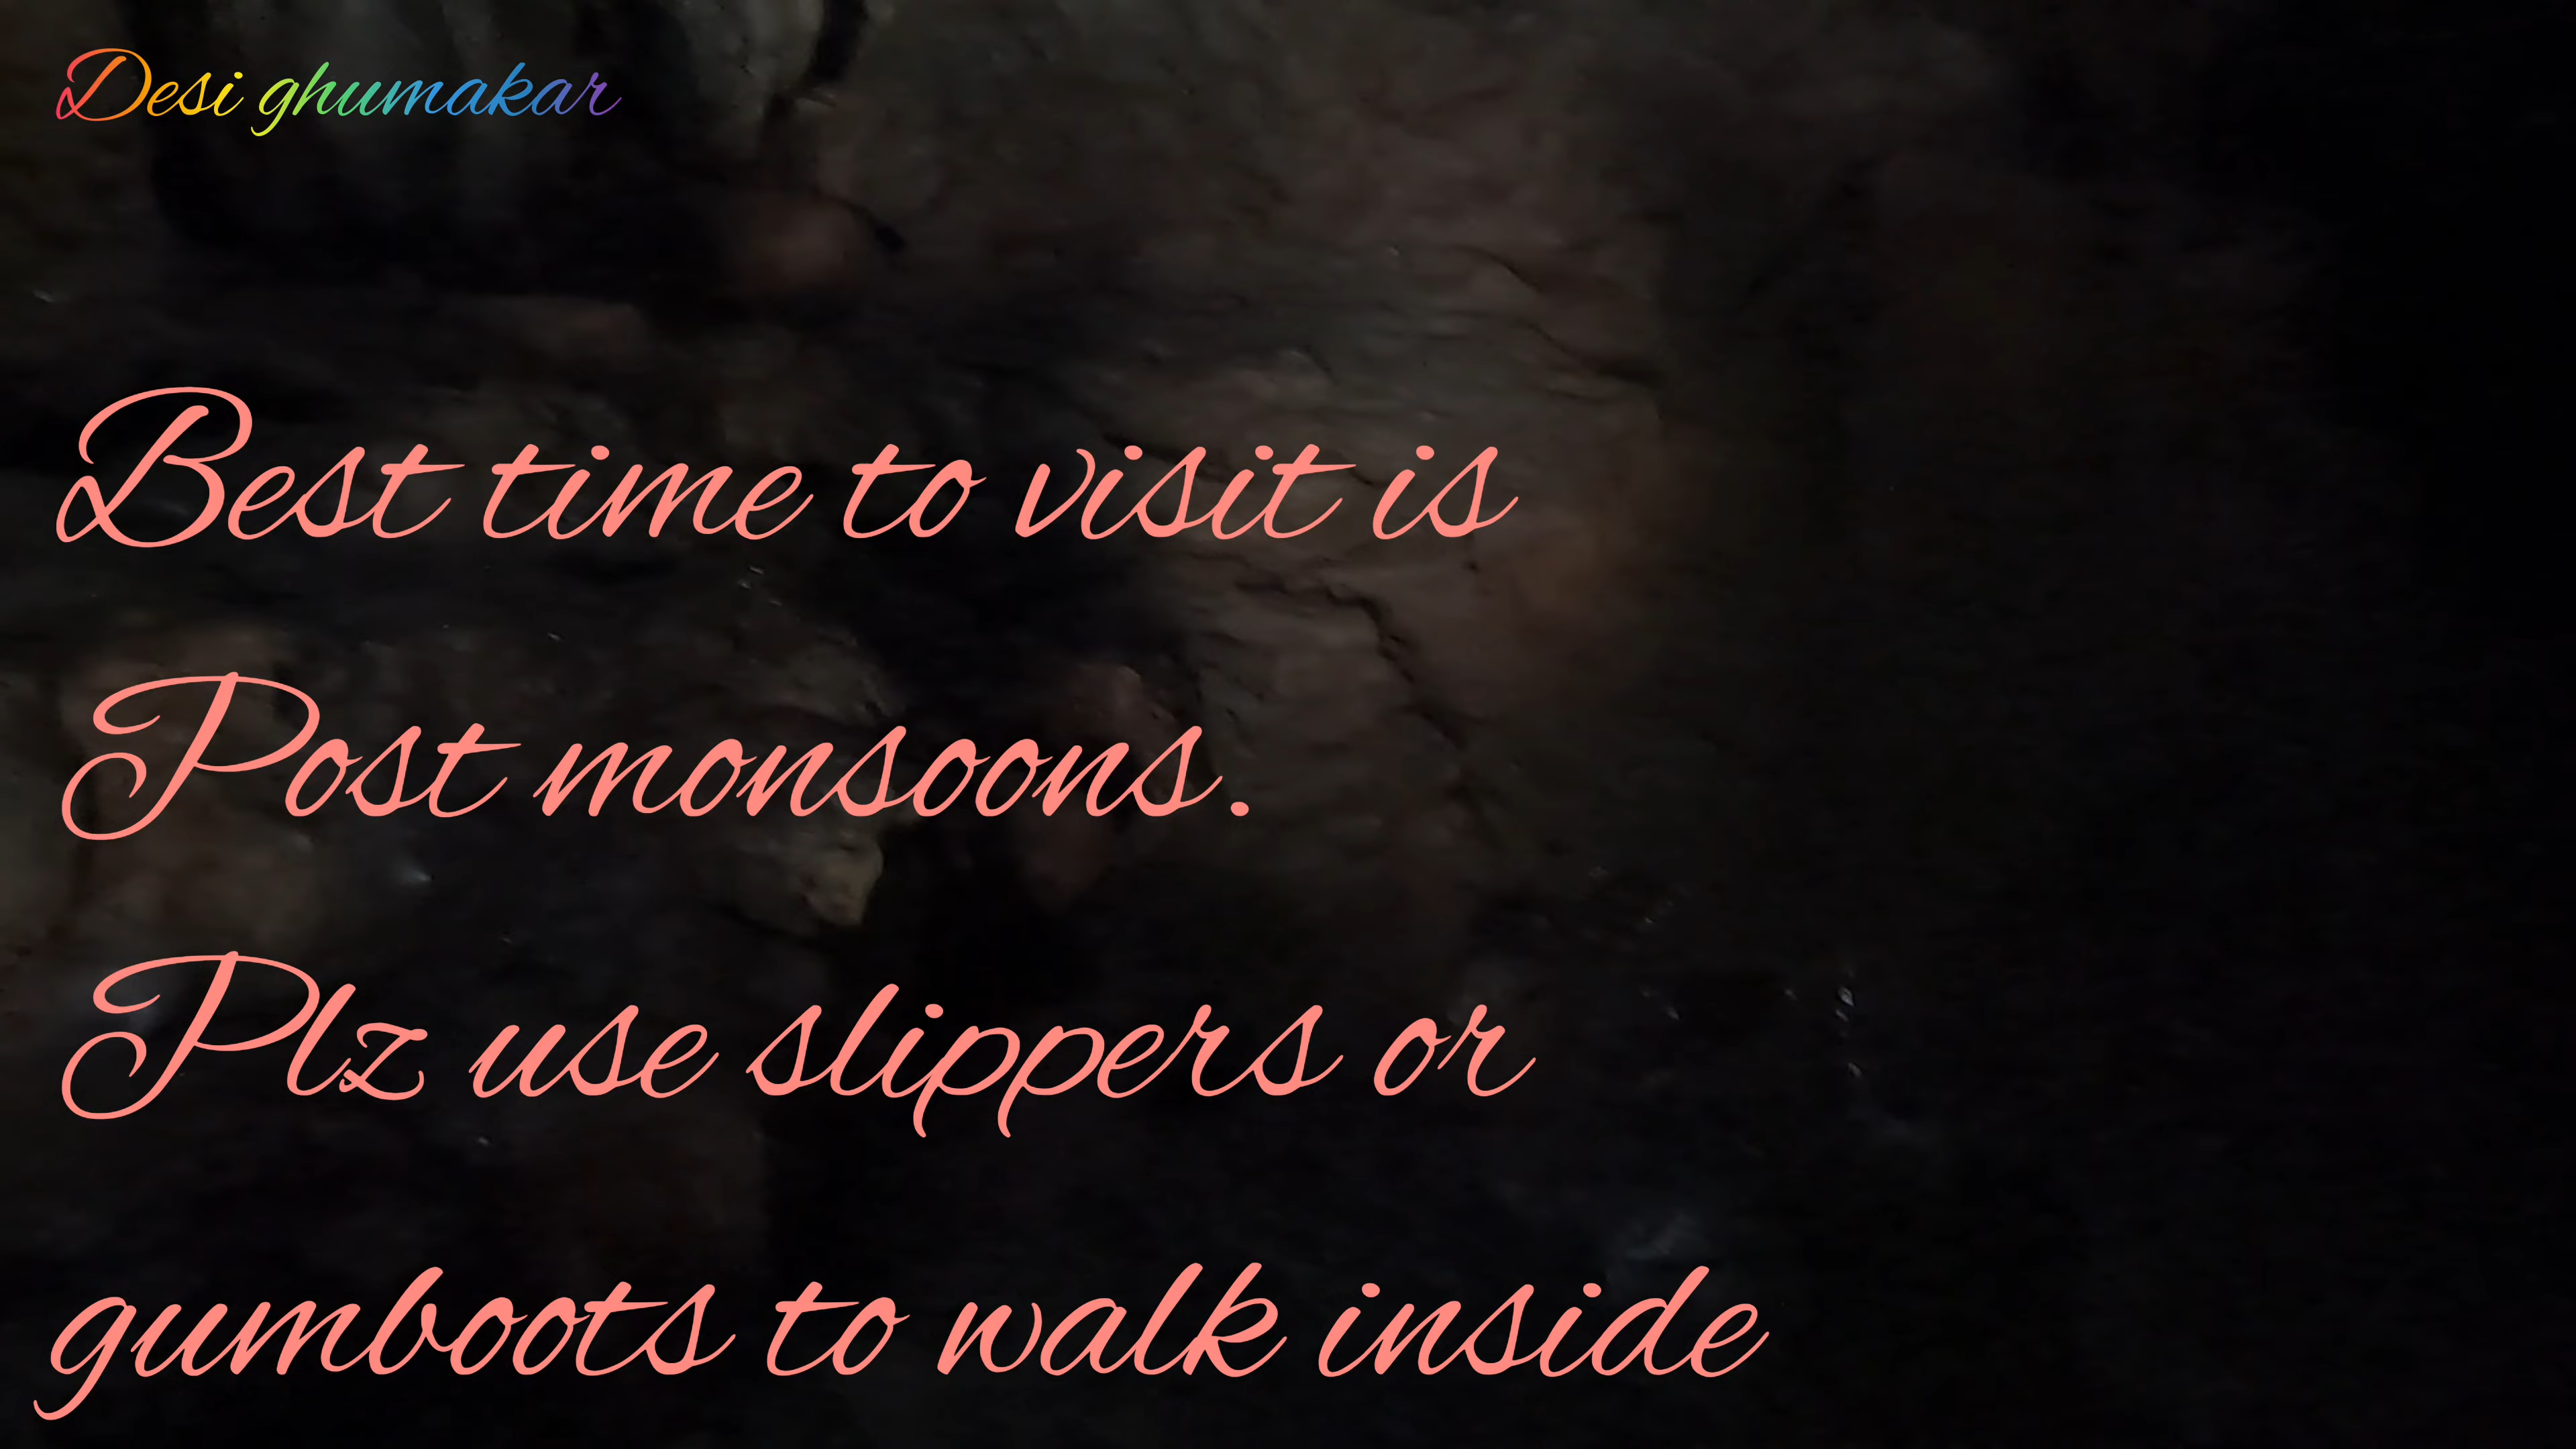 Desi ghumakar
Best time to visit is
Post monsoons.
Plz use slippers or
gumboots to walk inside